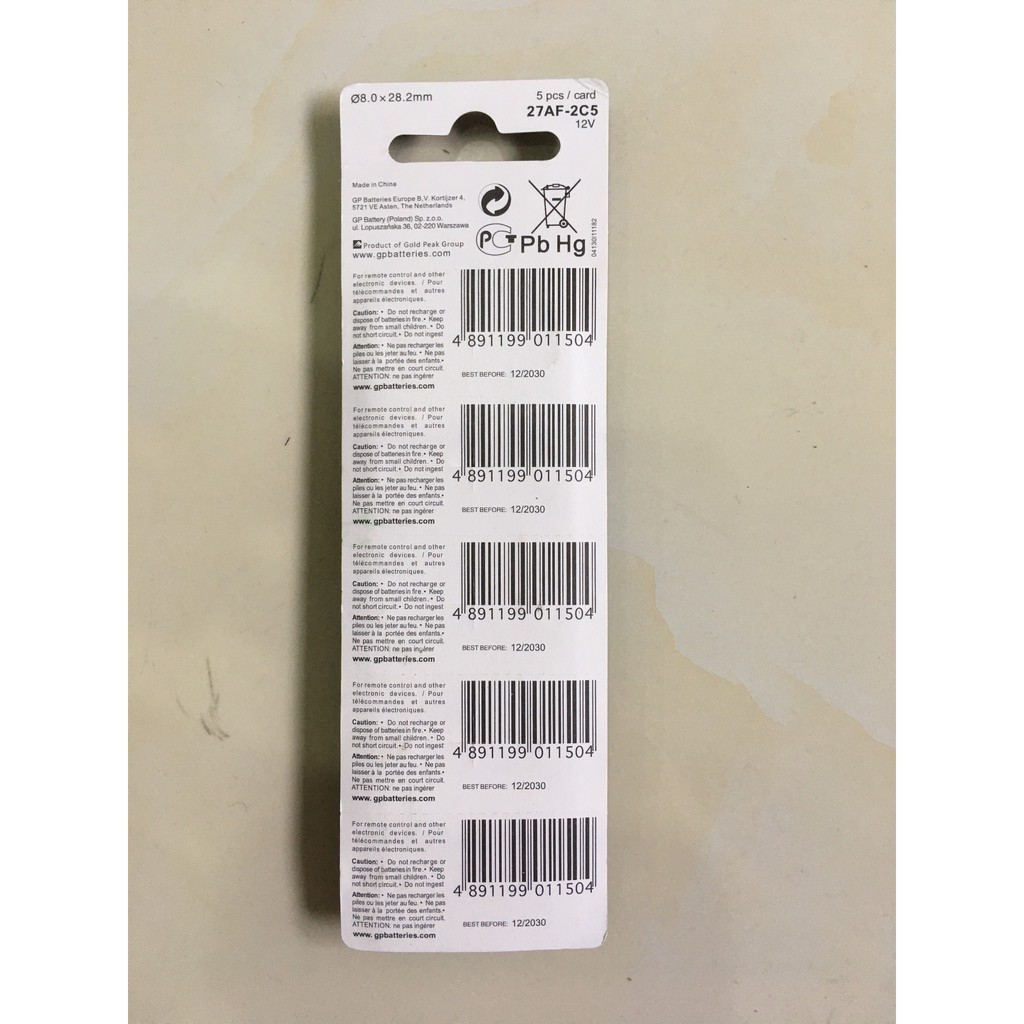 Ø8.0 × 28.2mm
5 pcs / card
27AF-2C5
12V
Made in China
GP Batteries Europe B.V. Kortijzer 4,
5721 VE Asten, The Netherlands
GP Battery (Poland) Sp. z.o.o.
ul. Lopuszańska 36, 02-220 Warszawa
Product of Gold Peak Group
www.gpbatteries.com
PCT
Pb Hg
04130/11182
For remote control and other
electronic devices. / Pour
télécommandes et autres
appareils électroniques.
Caution: • Do not recharge or
dispose of batteries in fire. • Keep
away from small children. • Do
not short circuit. • Do not ingest
Attention: • Ne pas recharger les
piles ou les jeter au feu. • Ne pas
laisser à la portée des enfants. •
Ne pas mettre en court circuit.
ATTENTION: ne pas ingérer
www.gpbatteries.com
4 891199 011504
BEST BEFORE: 12/2030
For remote control and other
electronic devices. / Pour
télécommandes et autres
appareils électroniques.
Caution: • Do not recharge or
dispose of batteries in fire. • Keep
away from small children. • Do
not short circuit. • Do not ingest
Attention: • Ne pas recharger les
piles ou les jeter au feu. • Ne pas
laisser à la portée des enfants. •
Ne pas mettre en court circuit.
ATTENTION: ne pas ingérer
www.gpbatteries.com
4 891199 011504
BEST BEFORE: 12/2030
For remote control and other
electronic devices. / Pour
télécommandes et autres
appareils électroniques.
Caution: • Do not recharge or
dispose of batteries in fire. • Keep
away from small children. • Do
not short circuit. • Do not ingest
Attention: • Ne pas recharger les
piles ou les jeter au feu. • Ne pas
laisser à la portée des enfants. •
Ne pas mettre en court circuit.
ATTENTION: ne pas ingérer
www.gpbatteries.com
4 891199 011504
BEST BEFORE: 12/2030
For remote control and other
electronic devices. / Pour
télécommandes et autres
appareils électroniques.
Caution: • Do not recharge or
dispose of batteries in fire. • Keep
away from small children. • Do
not short circuit. • Do not ingest
Attention: • Ne pas recharger les
piles ou les jeter au feu. • Ne pas
laisser à la portée des enfants. •
Ne pas mettre en court circuit.
ATTENTION: ne pas ingérer
www.gpbatteries.com
4 891199 011504
BEST BEFORE: 12/2030
For remote control and other
electronic devices. / Pour
télécommandes et autres
appareils électroniques.
Caution: • Do not recharge or
dispose of batteries in fire. • Keep
away from small children. • Do
not short circuit. • Do not ingest
Attention: • Ne pas recharger les
piles ou les jeter au feu. • Ne pas
laisser à la portée des enfants. •
Ne pas mettre en court circuit.
ATTENTION: ne pas ingérer
www.gpbatteries.com
4 891199 011504
BEST BEFORE: 12/2030